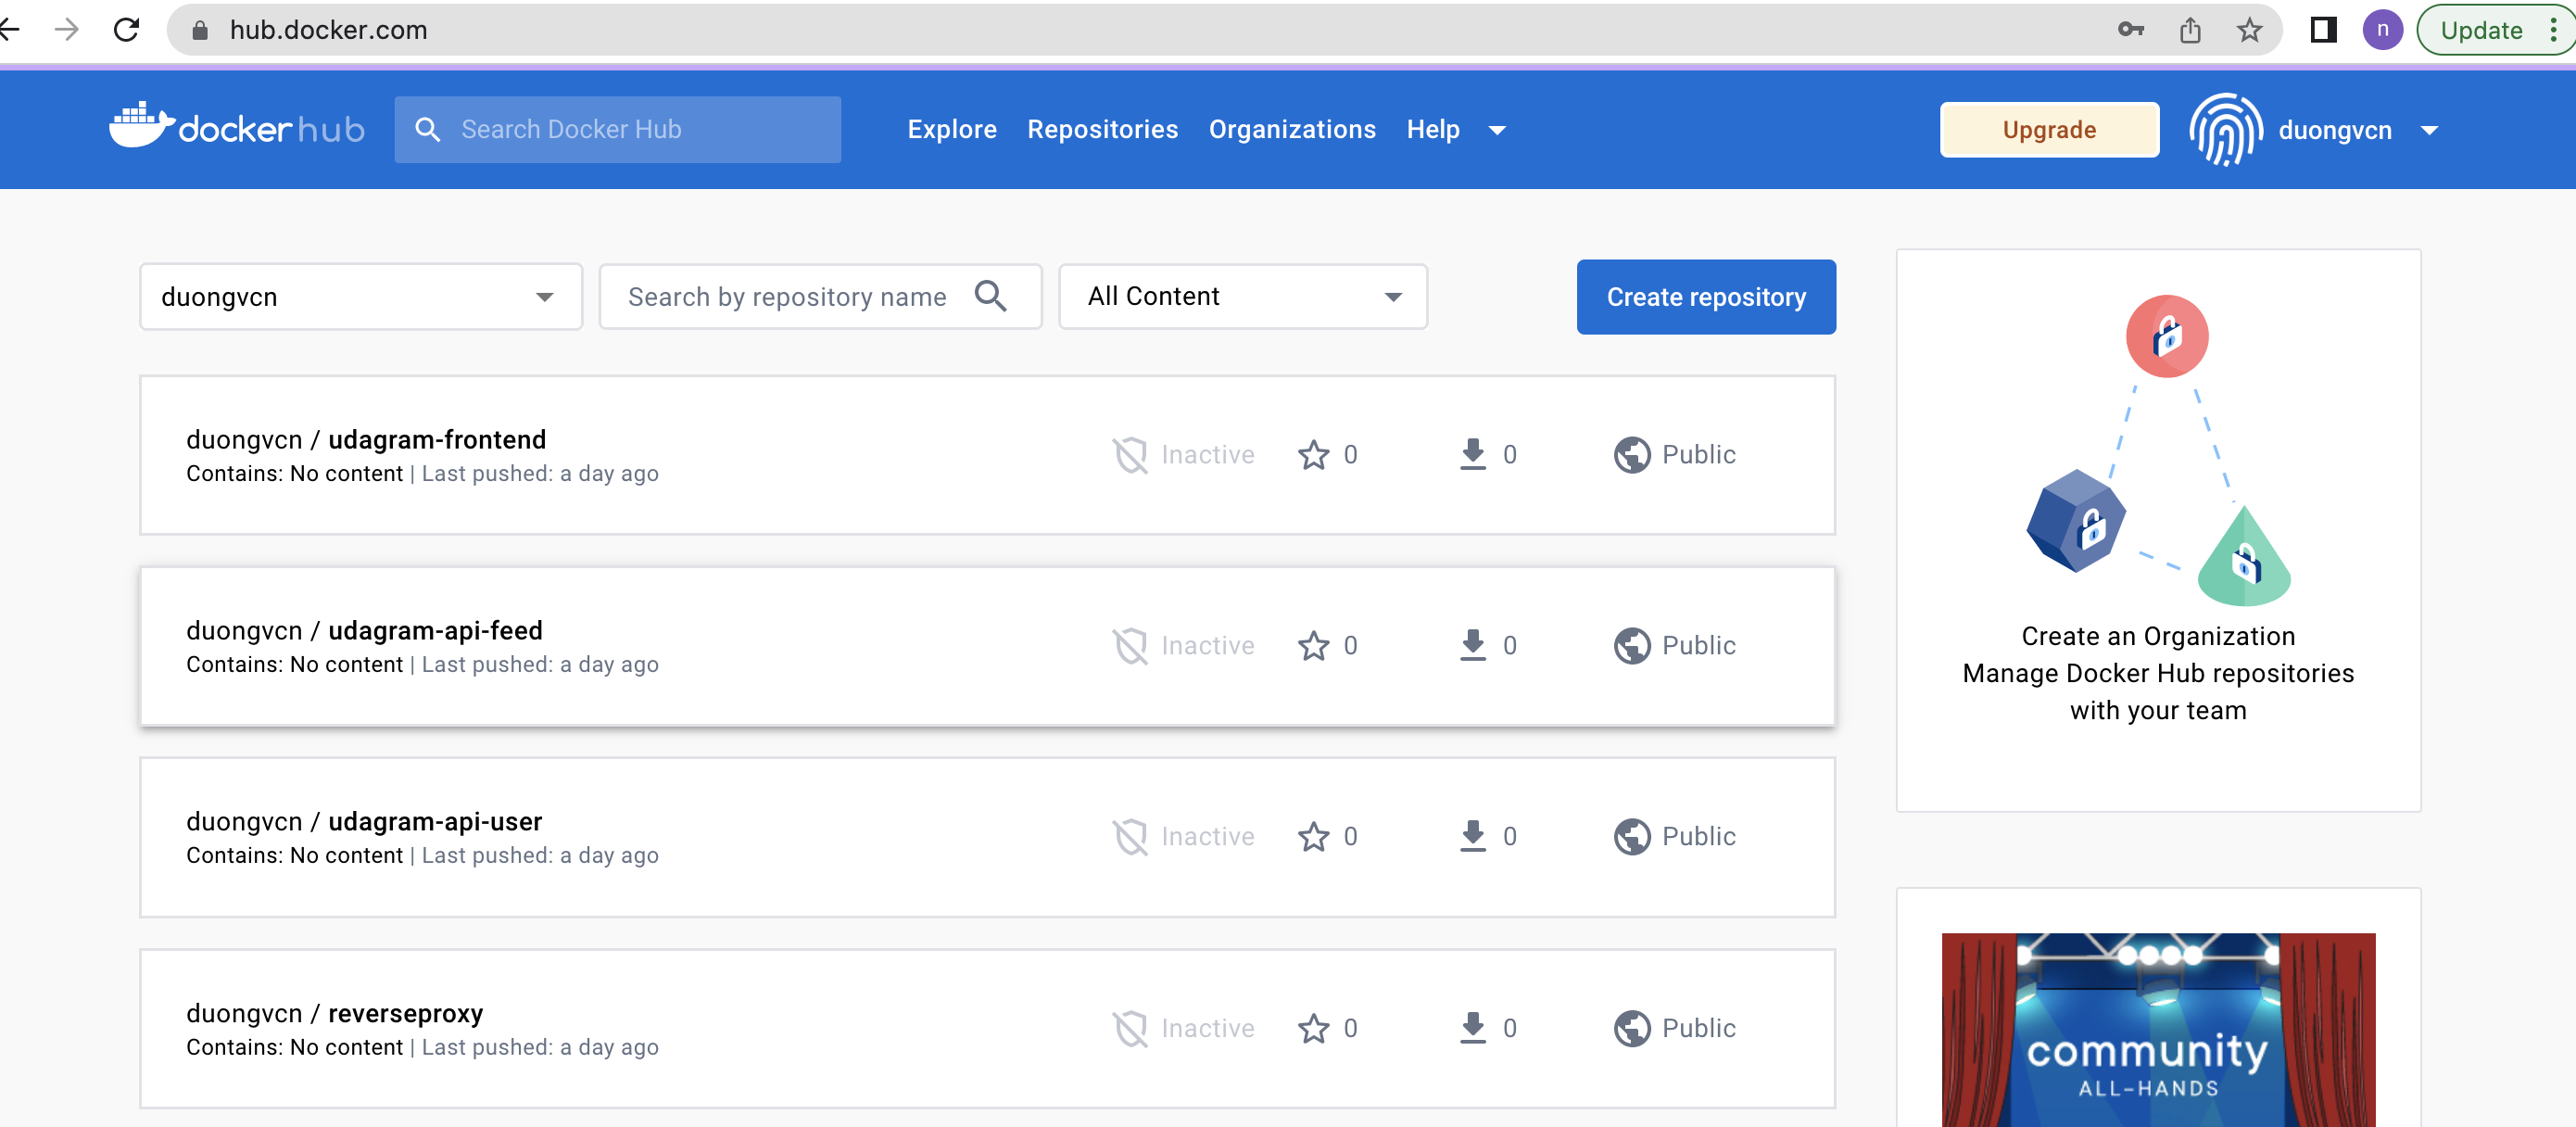 hub.docker.com
n
Update
docker hub
Search Docker Hub
Explore
Repositories
Organizations
Help
Upgrade
duongvcn
duongvcn
Search by repository name
All Content
Create repository
duongvcn / udagram-frontend
Contains: No content | Last pushed: a day ago
Inactive
0
0
Public
duongvcn / udagram-api-feed
Contains: No content | Last pushed: a day ago
Inactive
0
0
Public
duongvcn / udagram-api-user
Contains: No content | Last pushed: a day ago
Inactive
0
0
Public
duongvcn / reverseproxy
Contains: No content | Last pushed: a day ago
Inactive
0
0
Public
Create an Organization
Manage Docker Hub repositories
with your team
community
ALL-HANDS